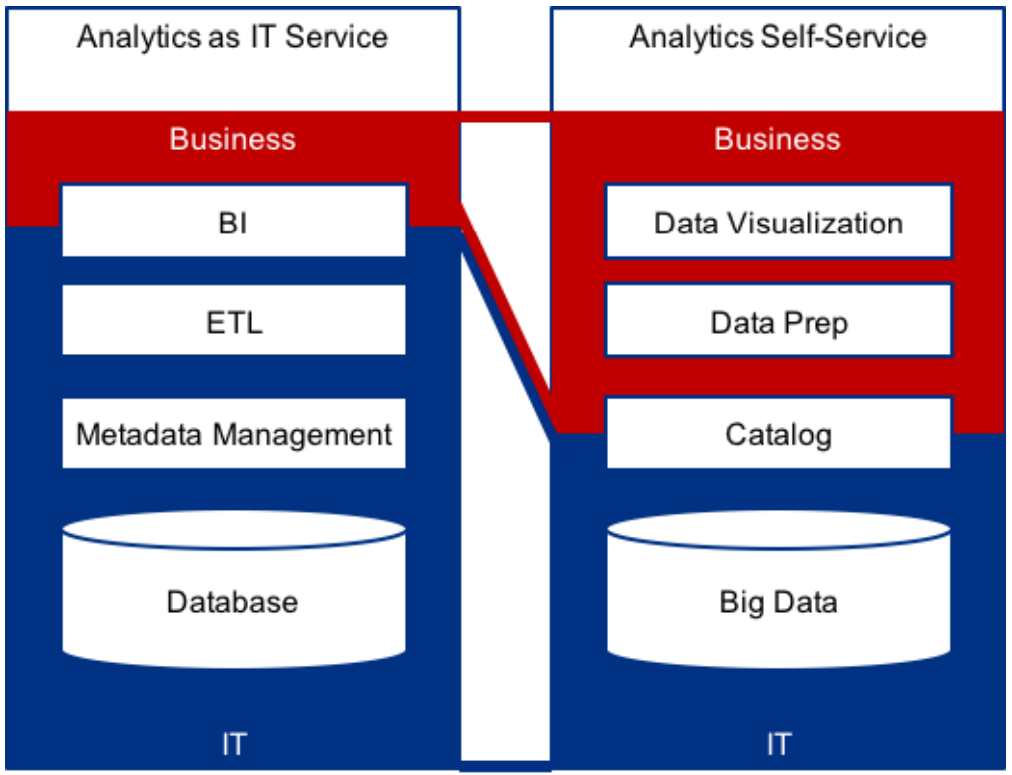 Analytics as IT Service
Business
BI
ETL
Metadata Management
Database
IT
Analytics Self-Service
Business
Data Visualization
Data Prep
Catalog
Big Data
IT